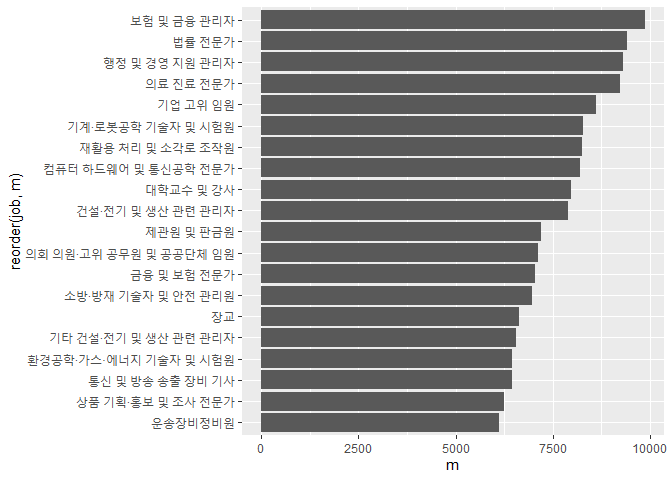 보험 및 금융 관리자
법률 전문가
행정 및 경영 지원 관리자
의료 진료 전문가
기업 고위 임원
기계·로봇공학 기술자 및 시험원
재활용 처리 및 소각로 조작원
컴퓨터 하드웨어 및 통신공학 전문가
대학교수 및 강사
건설·전기 및 생산 관련 관리자
제관원 및 판금원
의회 의원·고위 공무원 및 공공단체 임원
금융 및 보험 전문가
소방·방재 기술자 및 안전 관리원
장교
기타 건설·전기 및 생산 관련 관리자
환경공학·가스·에너지 기술자 및 시험원
통신 및 방송 송출 장비 기사
상품 기획·홍보 및 조사 전문가
운송장비정비원
reorder(job, m)
0 2500 5000 7500 10000
m